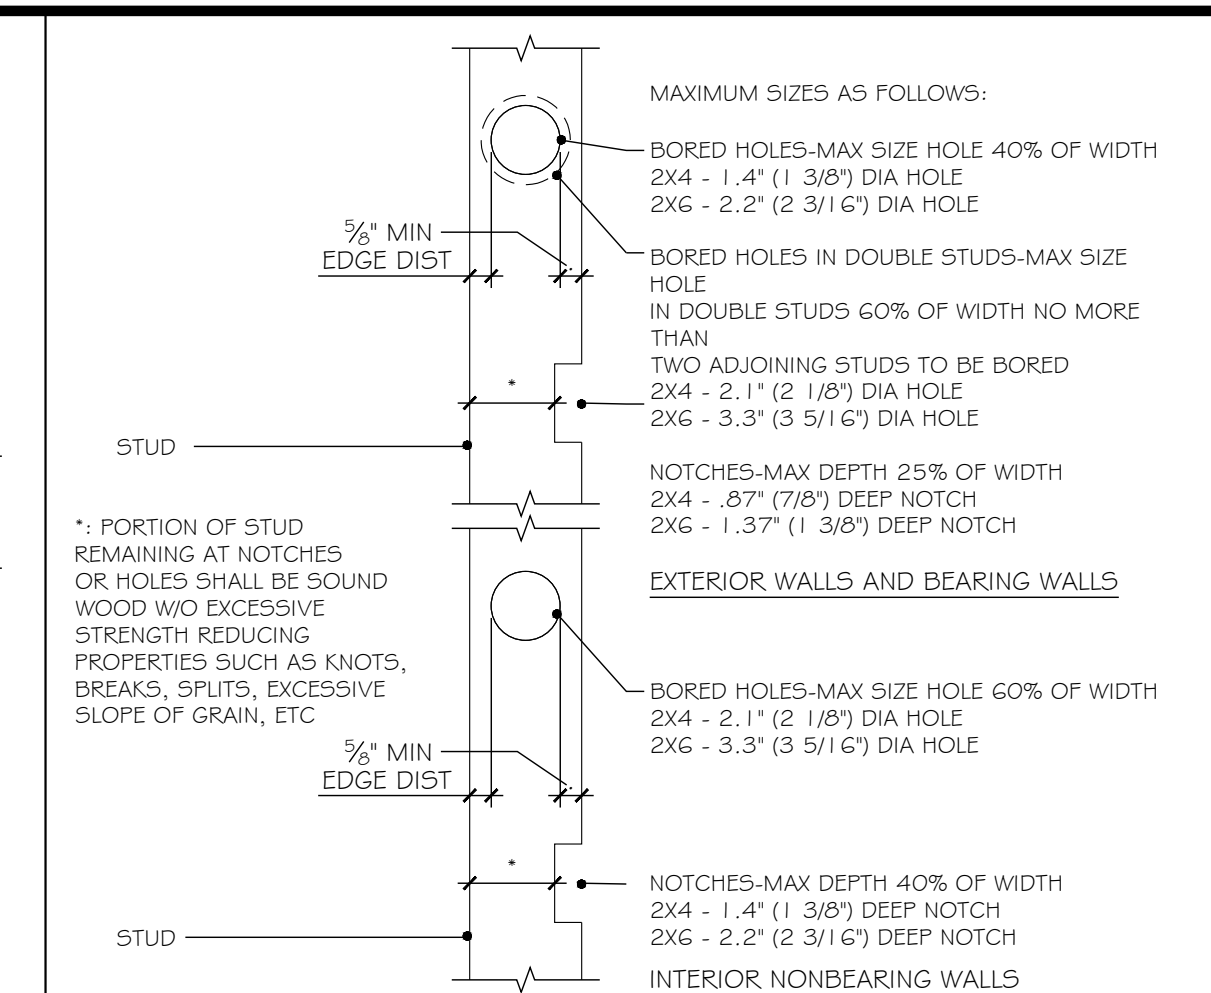 MAXIMUM SIZES AS FOLLOWS:
BORED HOLES-MAX SIZE HOLE 40% OF WIDTH
2X4 - 1.4" (1 3/8") DIA HOLE
2X6 - 2.2" (2 3/16") DIA HOLE
5/8" MIN
EDGE DIST
BORED HOLES IN DOUBLE STUDS-MAX SIZE
HOLE
IN DOUBLE STUDS 60% OF WIDTH NO MORE
THAN
TWO ADJOINING STUDS TO BE BORED
2X4 - 2.1" (2 1/8") DIA HOLE
2X6 - 3.3" (3 5/16") DIA HOLE
*
STUD
NOTCHES-MAX DEPTH 25% OF WIDTH
2X4 - .87" (7/8") DEEP NOTCH
2X6 - 1.37" (1 3/8") DEEP NOTCH
EXTERIOR WALLS AND BEARING WALLS
*: PORTION OF STUD
REMAINING AT NOTCHES
OR HOLES SHALL BE SOUND
WOOD W/O EXCESSIVE
STRENGTH REDUCING
PROPERTIES SUCH AS KNOTS,
BREAKS, SPLITS, EXCESSIVE
SLOPE OF GRAIN, ETC
BORED HOLES-MAX SIZE HOLE 60% OF WIDTH
2X4 - 2.1" (2 1/8") DIA HOLE
2X6 - 3.3" (3 5/16") DIA HOLE
5/8" MIN
EDGE DIST
*
NOTCHES-MAX DEPTH 40% OF WIDTH
2X4 - 1.4" (1 3/8") DEEP NOTCH
2X6 - 2.2" (2 3/16") DEEP NOTCH
STUD
INTERIOR NONBEARING WALLS